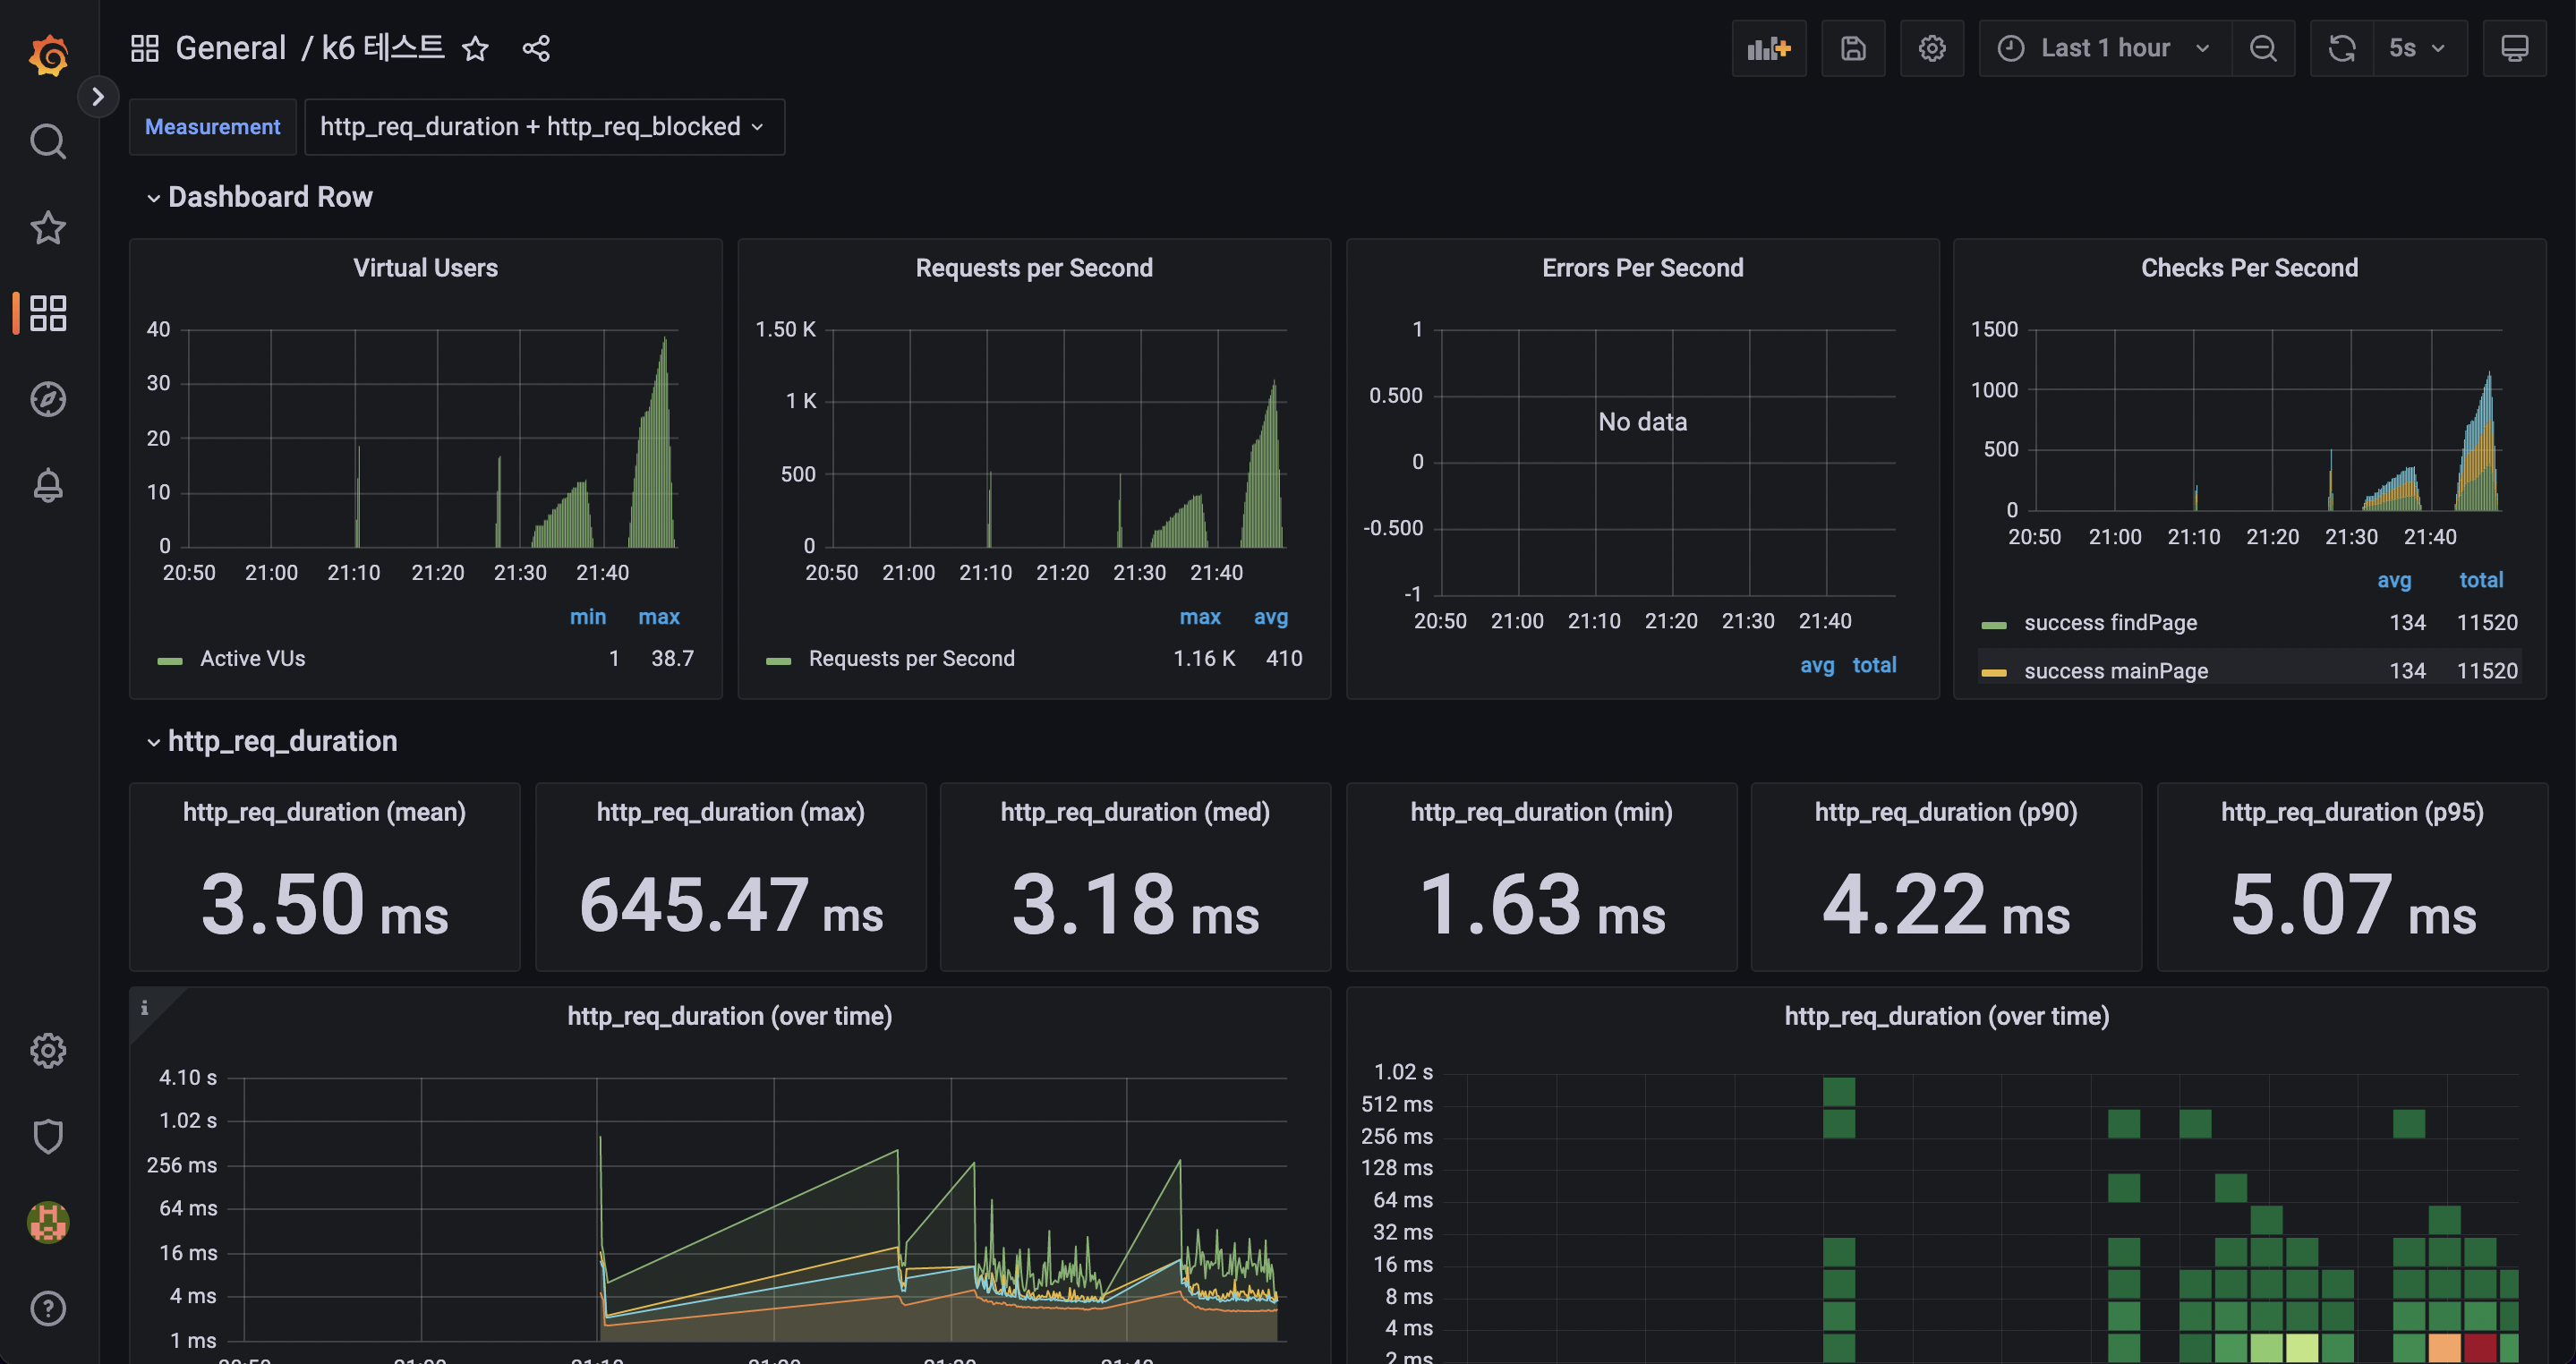 General / k6 테스트
Last 1 hour
5s
Measurement
http_req_duration + http_req_blocked
Dashboard Row
Virtual Users
40
30
20
10
0
20:50 21:00 21:10 21:20 21:30 21:40
min max
Active VUs 1 38.7
Requests per Second
1.50 K
1 K
500
0
20:50 21:00 21:10 21:20 21:30 21:40
max avg
Requests per Second 1.16 K 410
Errors Per Second
1
0.500
0
-0.500
-1
No data
20:50 21:00 21:10 21:20 21:30 21:40
avg total
Checks Per Second
1500
1000
500
0
20:50 21:00 21:10 21:20 21:30 21:40
avg total
success findPage 134 11520
success mainPage 134 11520
http_req_duration
http_req_duration (mean)
3.50 ms
http_req_duration (max)
645.47 ms
http_req_duration (med)
3.18 ms
http_req_duration (min)
1.63 ms
http_req_duration (p90)
4.22 ms
http_req_duration (p95)
5.07 ms
i
http_req_duration (over time)
4.10 s
1.02 s
256 ms
64 ms
16 ms
4 ms
1 ms
http_req_duration (over time)
1.02 s
512 ms
256 ms
128 ms
64 ms
32 ms
16 ms
8 ms
4 ms
2 ms